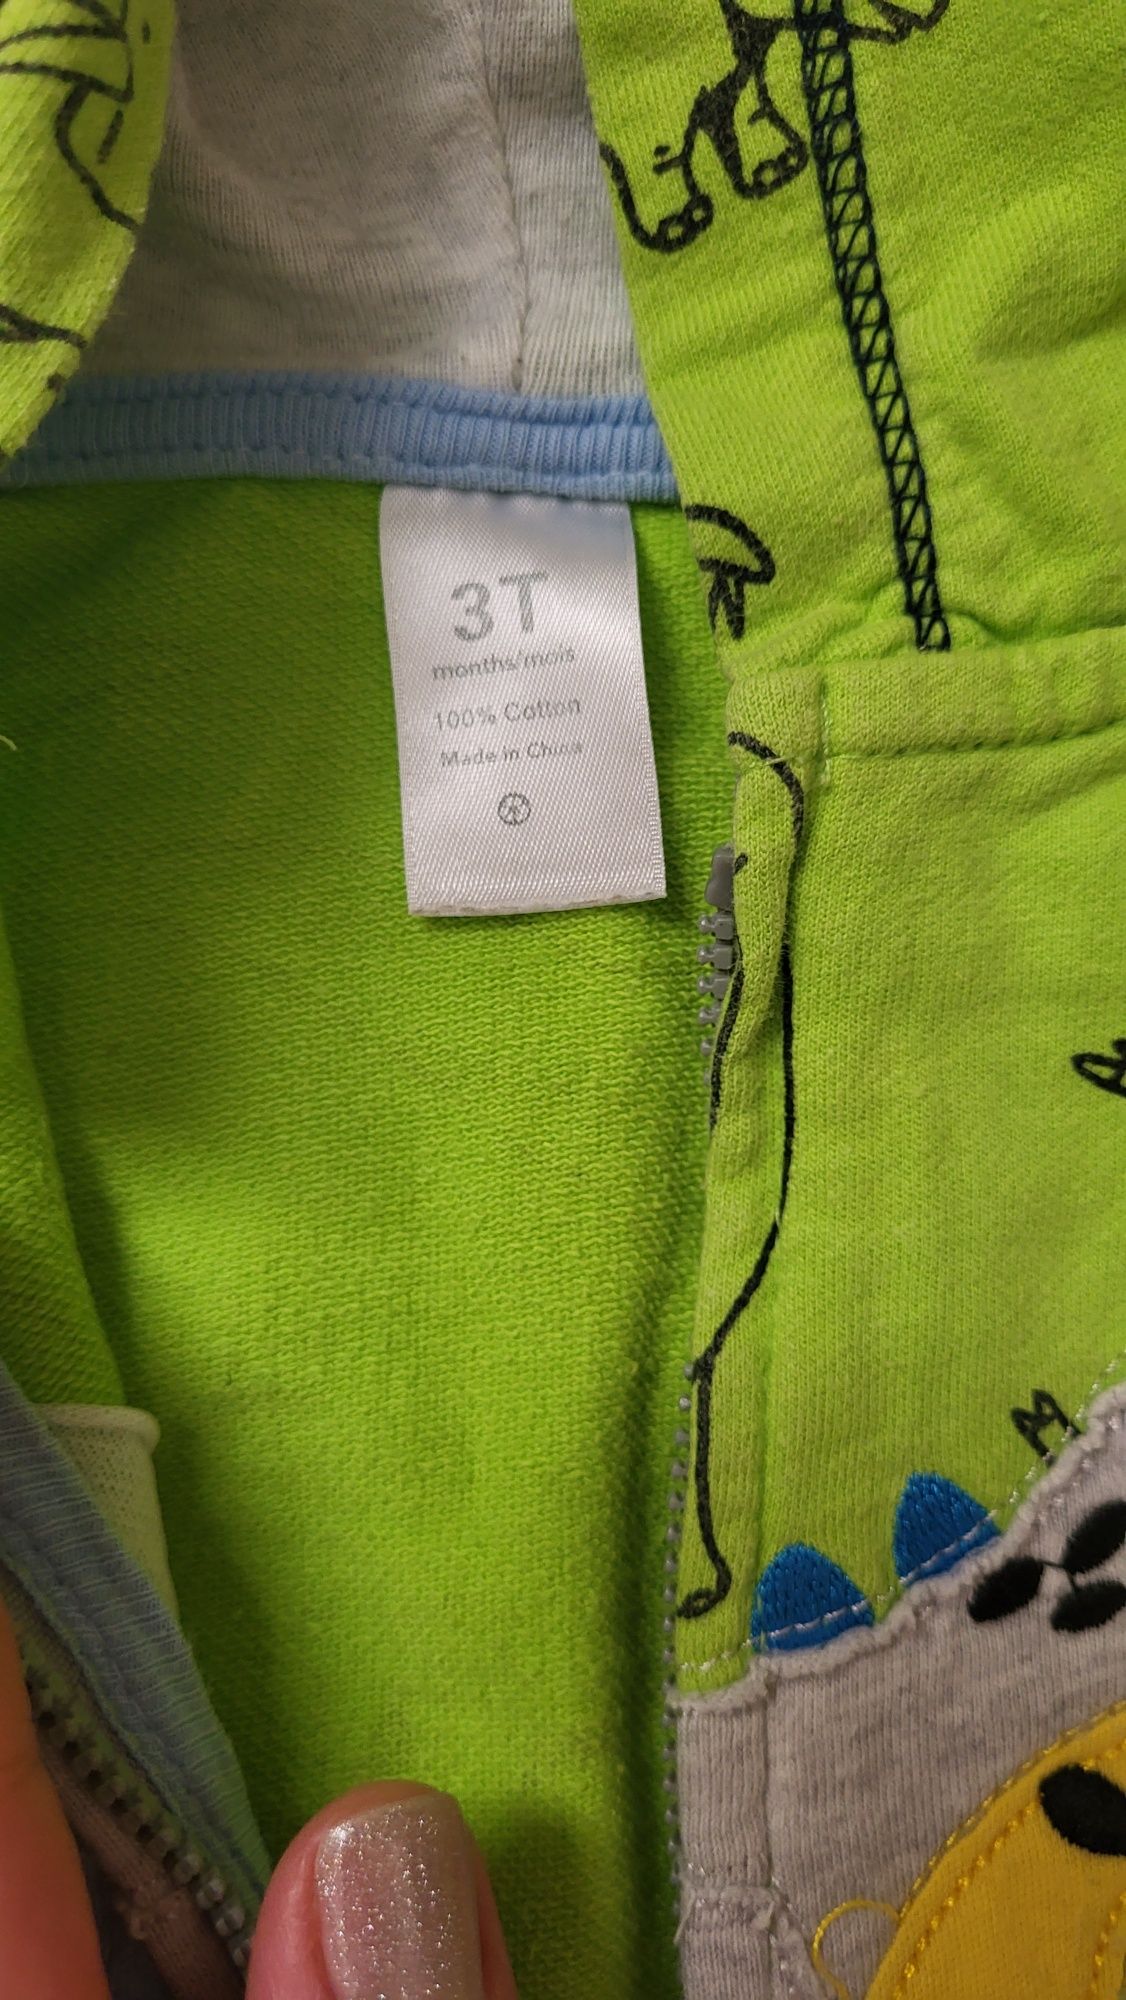 3T
months/mois
100% Cotton
Made in China